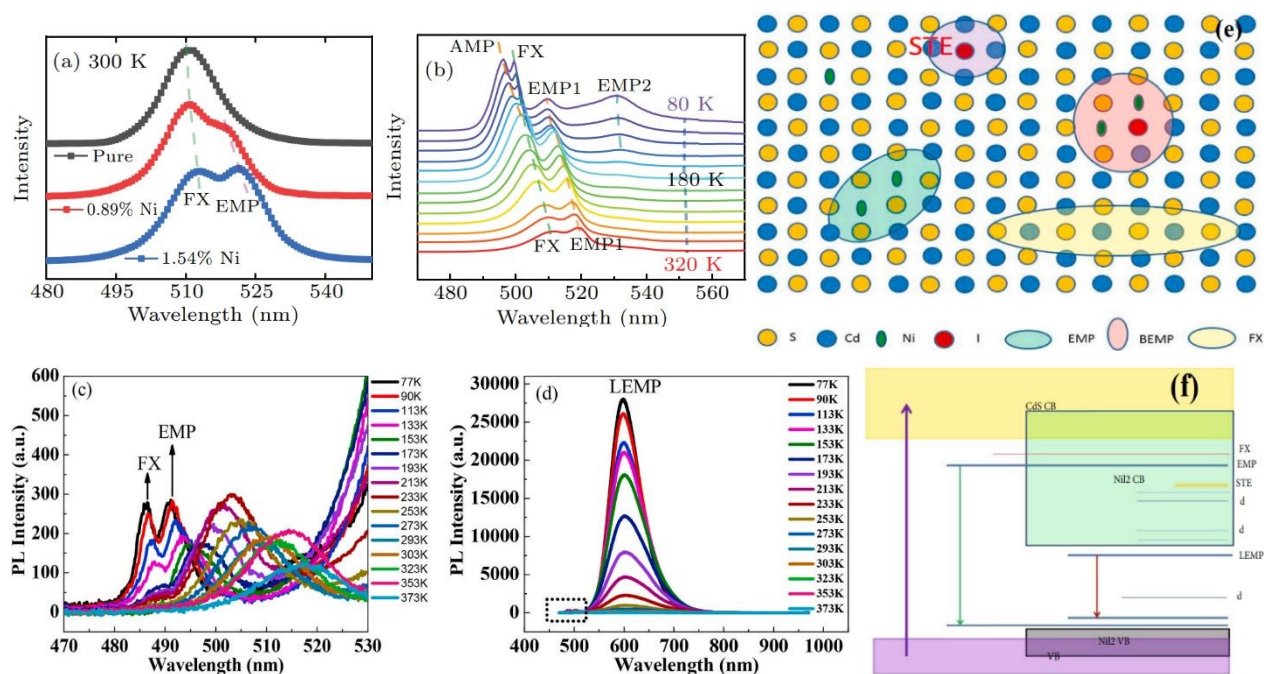 (a) 300 K
Intensity
Pure
0.89% Ni
1.54% Ni
FX
EMP
480 495 510 525 540
Wavelength (nm)
(b)
AMP
FX
EMP1
EMP2
80 K
180 K
320 K
FX
EMP1
Intensity
480 500 520 540 560
Wavelength (nm)
(e)
STE
S Cd Ni I EMP BEMP FX
(c)
FX
EMP
PL Intensity (a.u.)
600
500
400
300
200
100
0
470 480 490 500 510 520 530
Wavelength (nm)
77K
90K
113K
133K
153K
173K
193K
213K
233K
253K
273K
293K
303K
323K
353K
373K
(d)
LEMP
PL Intensity (a.u.)
30000
25000
20000
15000
10000
5000
0
400 500 600 700 800 900 1000
Wavelength (nm)
77K
90K
113K
133K
153K
173K
193K
213K
233K
253K
273K
293K
303K
323K
353K
373K
(f)
CdS CB
FX
EMP
NiI2 CB
STE
d
d
LEMP
d
NiI2 VB
VB